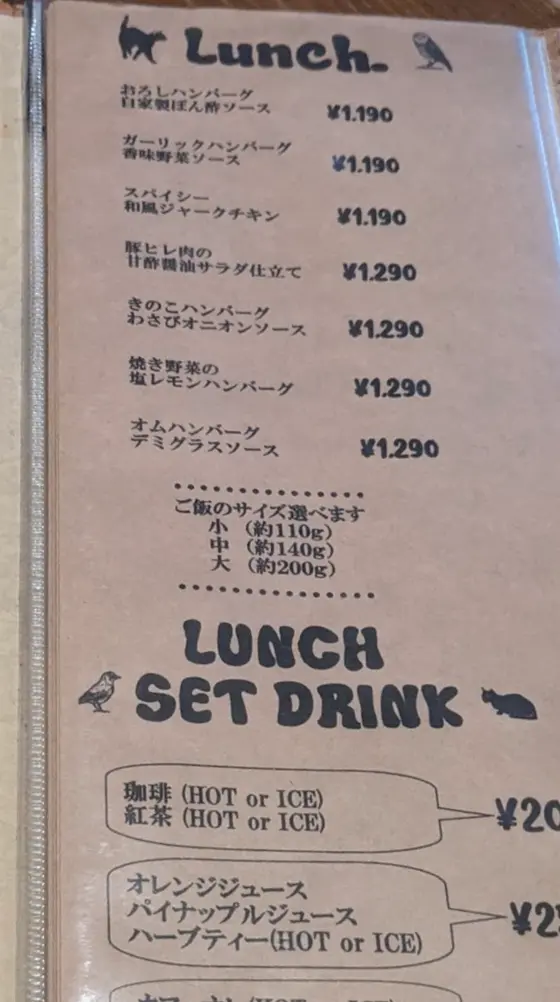 Lunch.
おろしハンバーグ
自家製ぽん酢ソース ¥1.190
ガーリックハンバーグ
香味野菜ソース ¥1.190
スパイシー
和風ジャークチキン ¥1.190
豚ヒレ肉の
甘酢醤油サラダ仕立て ¥1.290
きのこハンバーグ
わさびオニオンソース ¥1.290
焼き野菜の
塩レモンハンバーグ ¥1.290
オムハンバーグ
デミグラスソース ¥1.290
ご飯のサイズ選べます
小 (約110g)
中 (約140g)
大 (約200g)
LUNCH
SET DRINK
珈琲 (HOT or ICE)
紅茶 (HOT or ICE)
¥20
オレンジジュース
パイナップルジュース
ハーブティー(HOT or ICE)
¥2